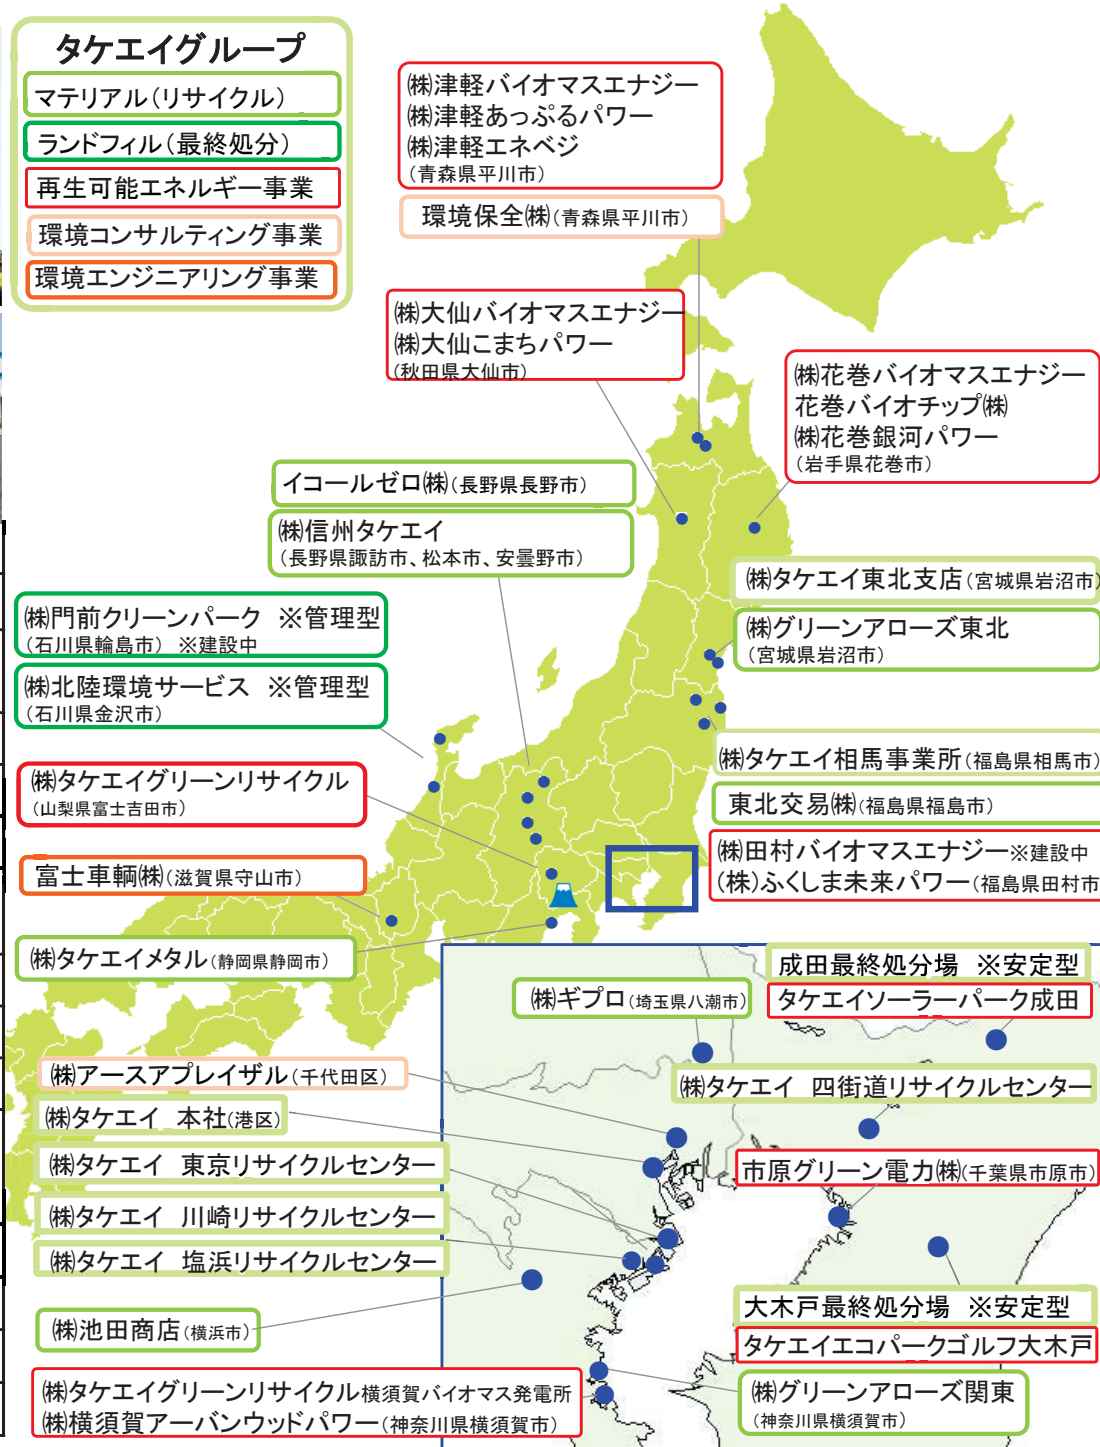 タケエイグループ
マテリアル（リサイクル）
ランドフィル（最終処分）
再生可能エネルギー事業
環境コンサルティング事業
環境エンジニアリング事業
㈱津軽バイオマスエナジー
㈱津軽あっぷるパワー
㈱津軽エネベジ
（青森県平川市）
環境保全㈱（青森県平川市）
㈱大仙バイオマスエナジー
㈱大仙こまちパワー
（秋田県大仙市）
㈱花巻バイオマスエナジー
花巻バイオチップ㈱
㈱花巻銀河パワー
（岩手県花巻市）
イコールゼロ㈱（長野県長野市）
㈱信州タケエイ
（長野県諏訪市、松本市、安曇野市）
㈱タケエイ東北支店（宮城県岩沼市）
㈱グリーンアローズ東北
（宮城県岩沼市）
㈱門前クリーンパーク　※管理型
（石川県輪島市）　※建設中
㈱北陸環境サービス　※管理型
（石川県金沢市）
㈱タケエイ相馬事業所（福島県相馬市）
㈱タケエイグリーンリサイクル
（山梨県富士吉田市）
東北交易㈱（福島県福島市）
㈱田村バイオマスエナジー※建設中
（株）ふくしま未来パワー（福島県田村市
富士車輌㈱（滋賀県守山市）
㈱タケエイメタル（静岡県静岡市）
成田最終処分場　※安定型
タケエイソーラーパーク成田
㈱ギプロ（埼玉県八潮市）
㈱アースアプレイザル（千代田区）
㈱タケエイ　四街道リサイクルセンター
㈱タケエイ　本社（港区）
㈱タケエイ　東京リサイクルセンター
市原グリーン電力㈱（千葉県市原市）
㈱タケエイ　川崎リサイクルセンター
㈱タケエイ　塩浜リサイクルセンター
大木戸最終処分場　※安定型
タケエイエコパークゴルフ大木戸
㈱池田商店（横浜市）
㈱タケエイグリーンリサイクル横須賀バイオマス発電所
㈱横須賀アーバンウッドパワー（神奈川県横須賀市）
㈱グリーンアローズ関東
（神奈川県横須賀市）